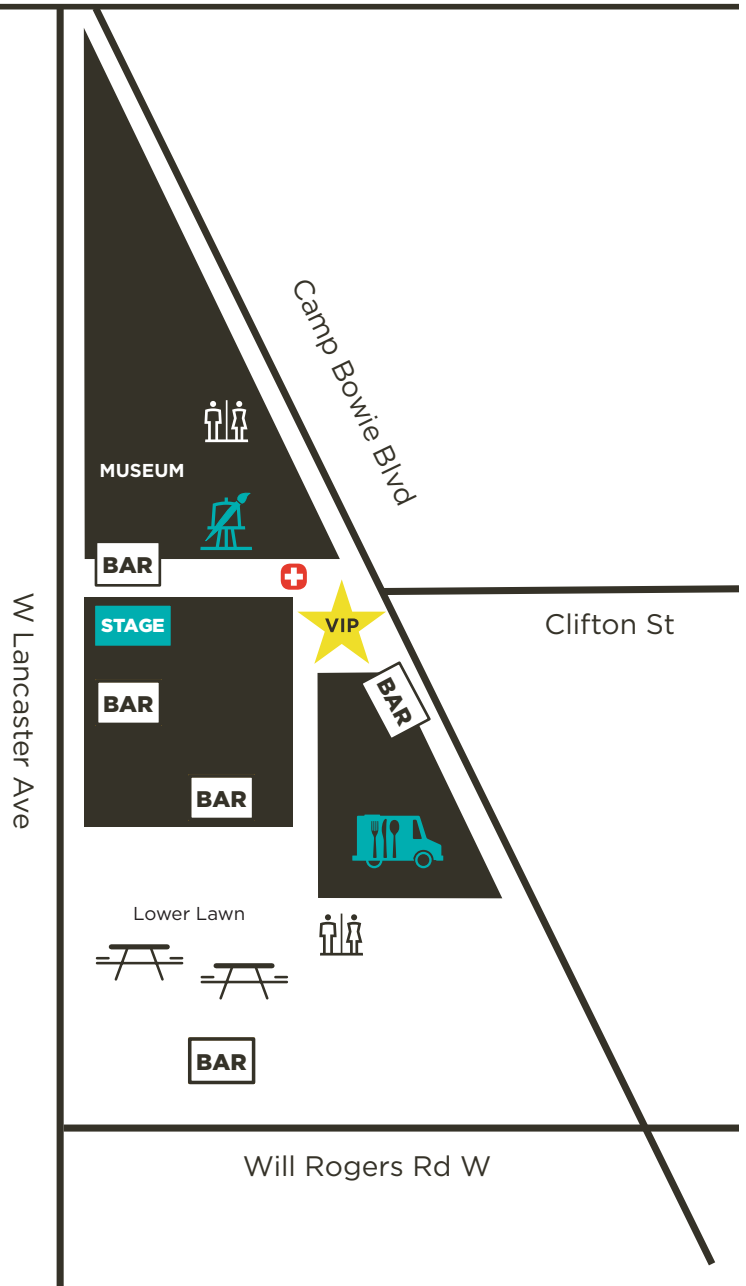 Camp Bowie Blvd
MUSEUM
BAR
W Lancaster Ave
STAGE
VIP
Clifton St
BAR
BAR
BAR
Lower Lawn
BAR
Will Rogers Rd W